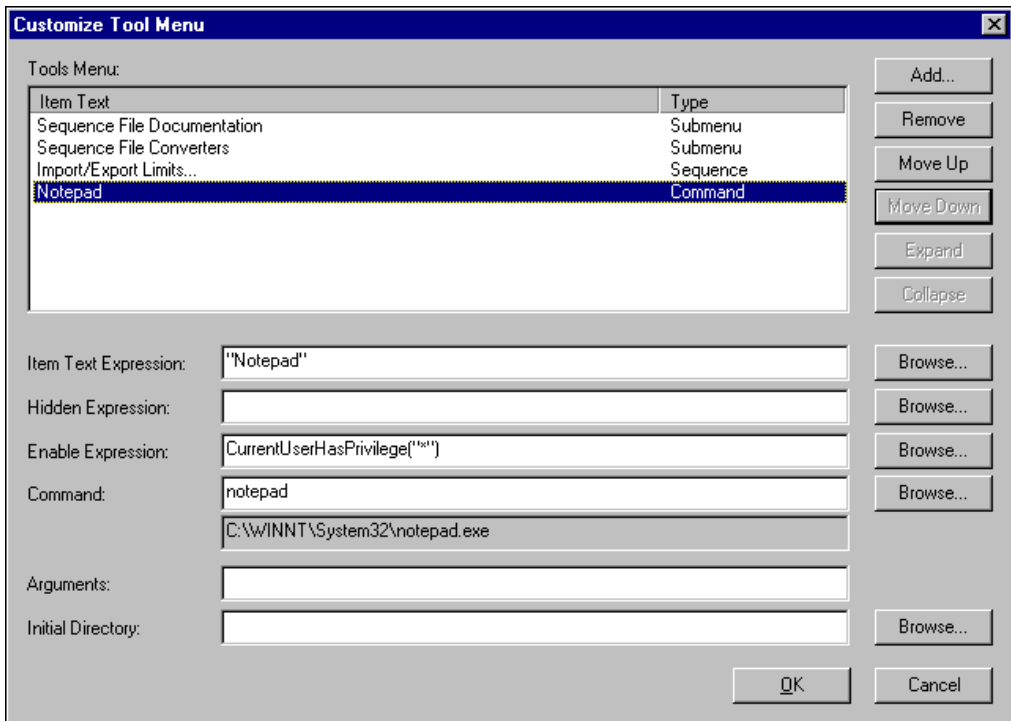 Customize Tool Menu
Tools Menu:
Item Text Type
Sequence File Documentation Submenu
Sequence File Converters Submenu
Import/Export Limits... Sequence
Notepad Command
Add...
Remove
Move Up
Move Down
Expand
Collapse
Item Text Expression: "Notepad" Browse...
Hidden Expression: Browse...
Enable Expression: CurrentUserHasPrivilege("*") Browse...
Command: notepad Browse...
C:\WINNT\System32\notepad.exe
Arguments:
Initial Directory: Browse...
OK Cancel